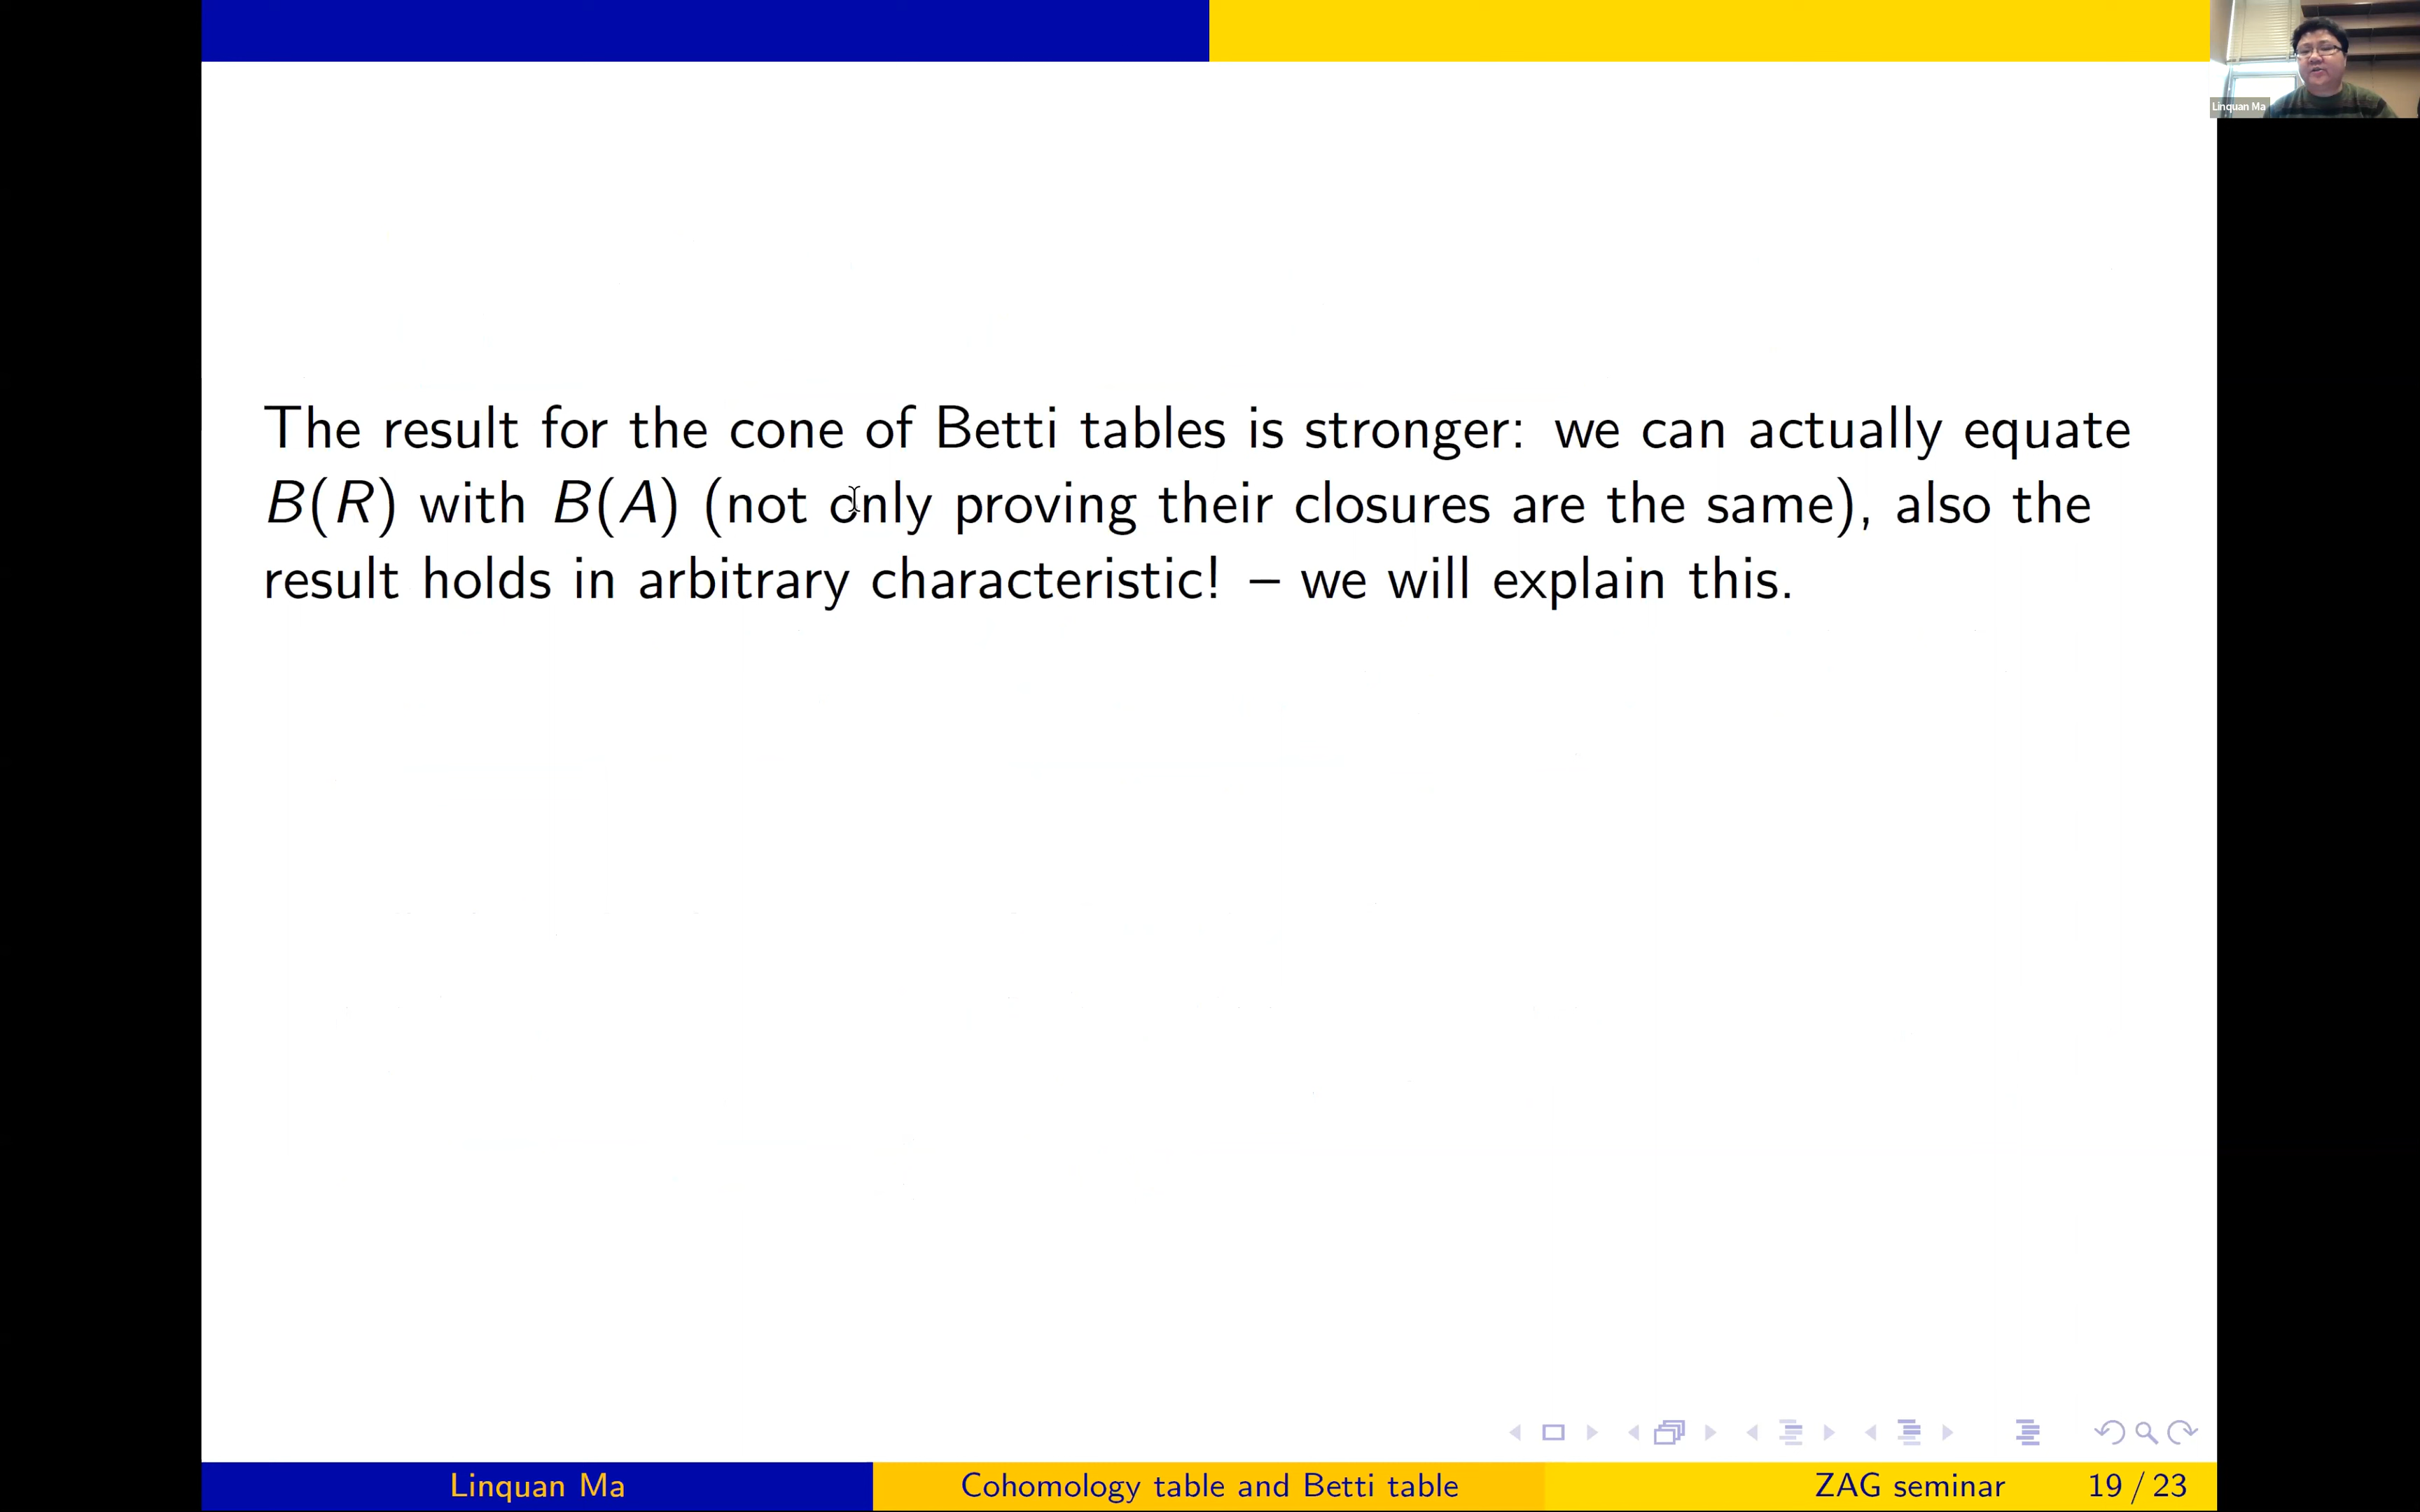 Linquan Ma
The result for the cone of Betti tables is stronger: we can actually equate
B(R) with B(A) (not only proving their closures are the same), also the
result holds in arbitrary characteristic! – we will explain this.
Linquan Ma
Cohomology table and Betti table
ZAG seminar
19 / 23